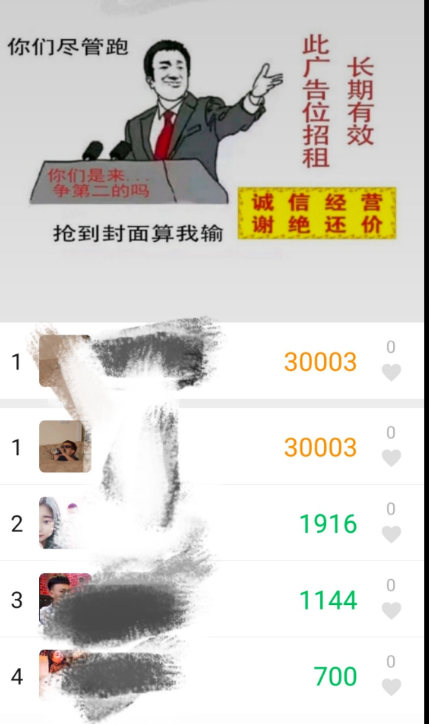 你们尽管跑
此广告位招租
长期有效
你们是来...
争第二的吗
诚信经营
谢绝还价
抢到封面算我输
0
1 30003
0
1 30003
0
2 1916
0
3 1144
0
4 700